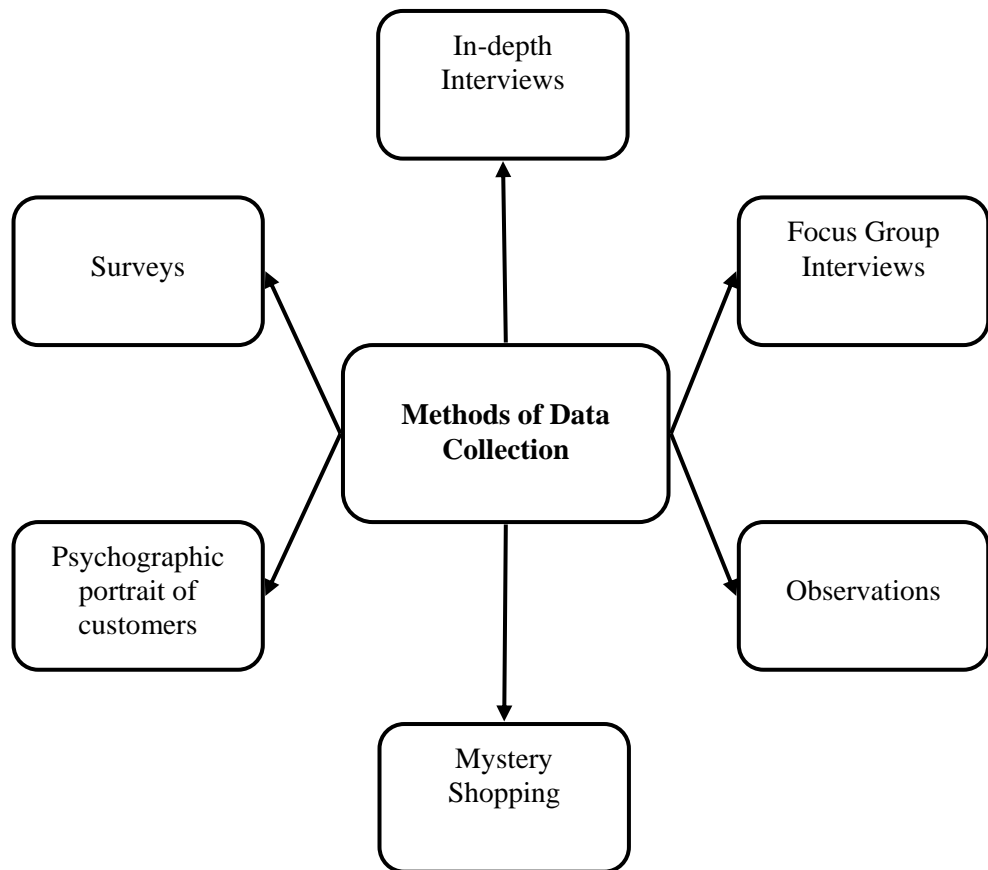 In-depth
Interviews
Surveys
Focus Group
Interviews
Methods of Data
Collection
Psychographic
portrait of
customers
Observations
Mystery
Shopping